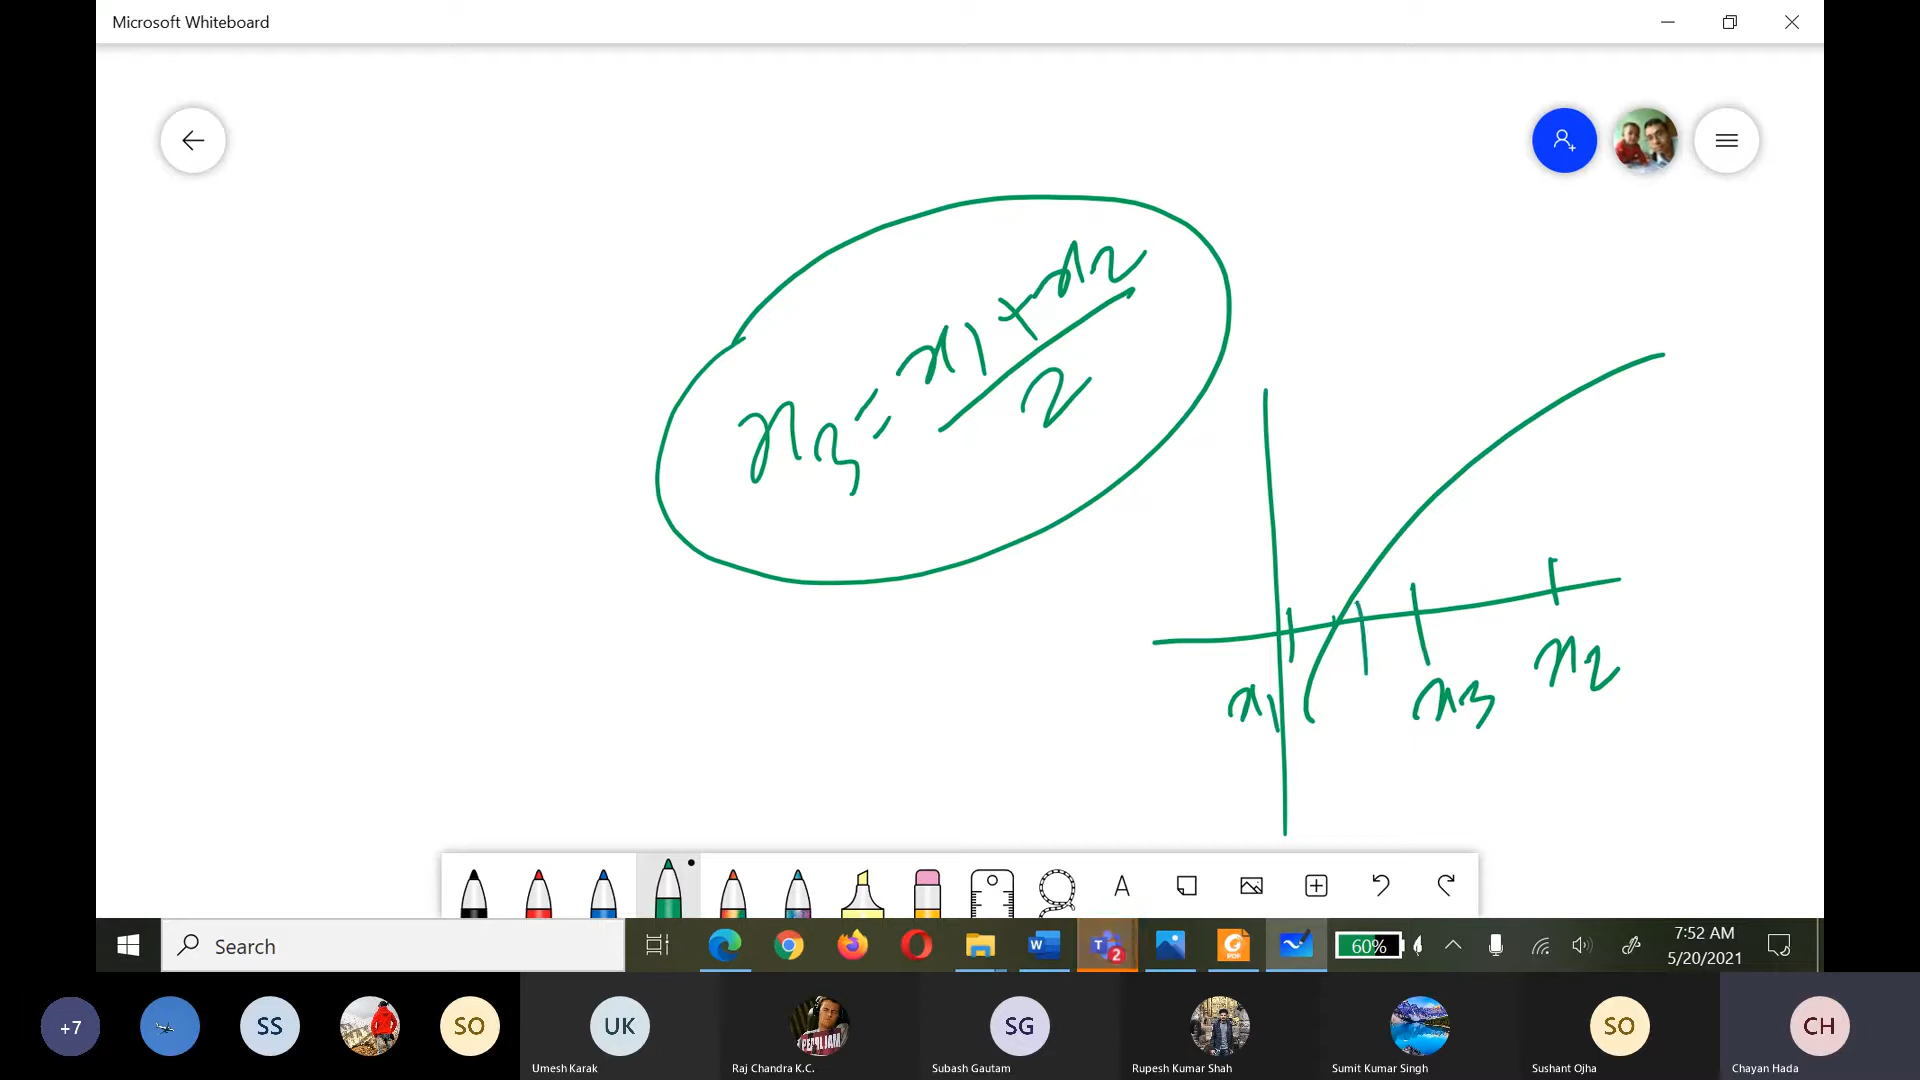 Microsoft Whiteboard
x3 = x1 + x2
2
x1
x3
x2
A
Search
2
60%
7:52 AM
5/20/2021
+7
SS
SO
UK
SG
SO
CH
Umesh Karak
Raj Chandra K.C.
Subash Gautam
Rupesh Kumar Shah
Sumit Kumar Singh
Sushant Ojha
Chayan Hada